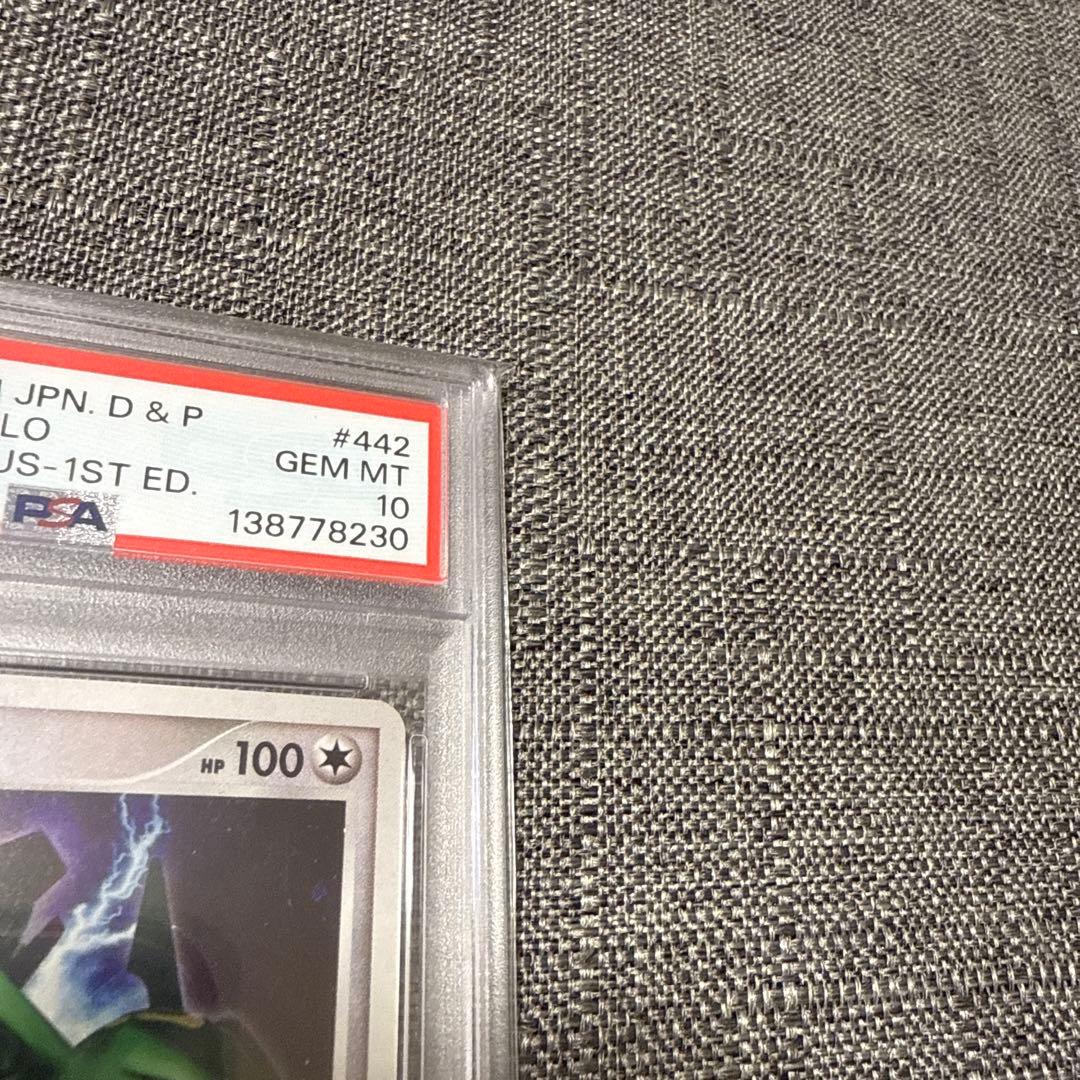 JPN. D & P
#442
LO
GEM MT
US-1ST ED.
10
PSA
138778230
HP 100